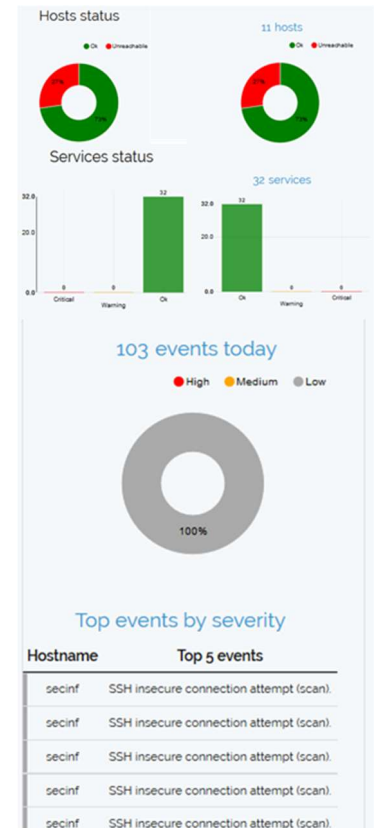 Hosts status
11 hosts
Ok Unreachable
Ok Unreachable
27%
73%
27%
73%
Services status
32 services
32.0
20.0
0.0
0
0
32
Critical
Warning
Ok
32.0
20.0
0.0
32
0
0
Ok
Warning
Critical
103 events today
High Medium Low
100%
Top events by severity
Hostname Top 5 events
secinf SSH insecure connection attempt (scan).
secinf SSH insecure connection attempt (scan).
secinf SSH insecure connection attempt (scan).
secinf SSH insecure connection attempt (scan).
secinf SSH insecure connection attempt (scan).